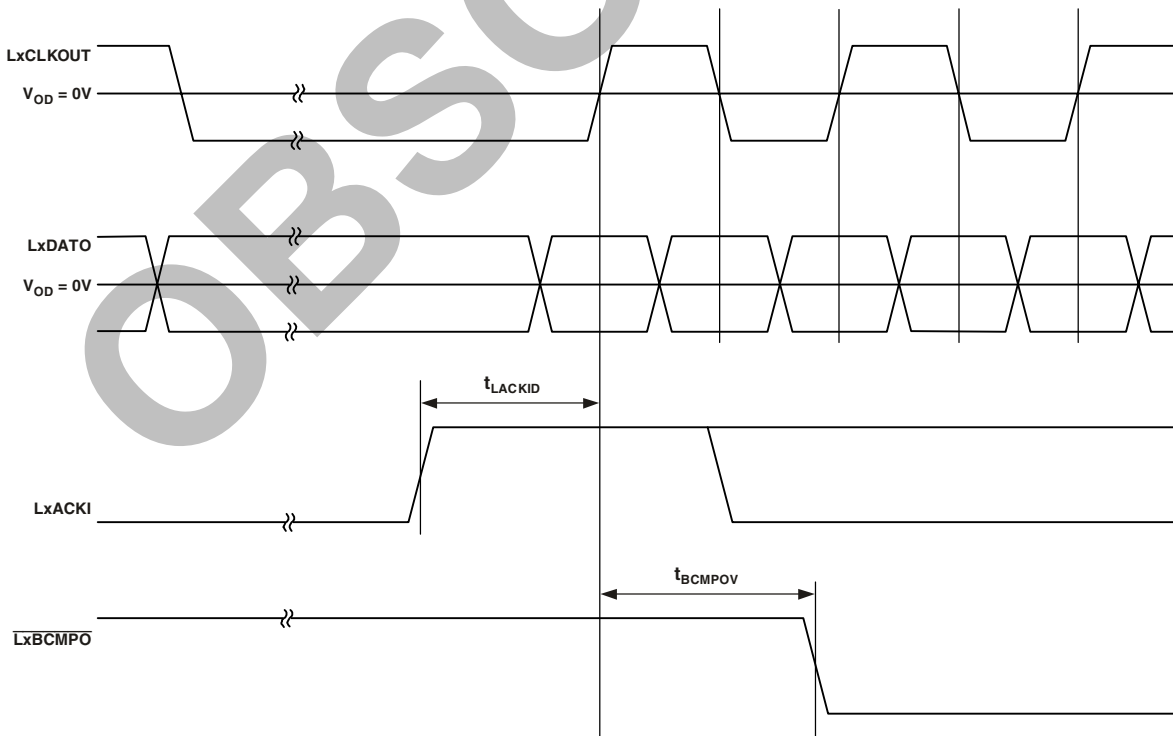 LxCLKOUT
VOD = 0V
LxDATO
VOD = 0V
tLACKID
LxACKI
tBCMPOV
LxBCMPO
OBSO